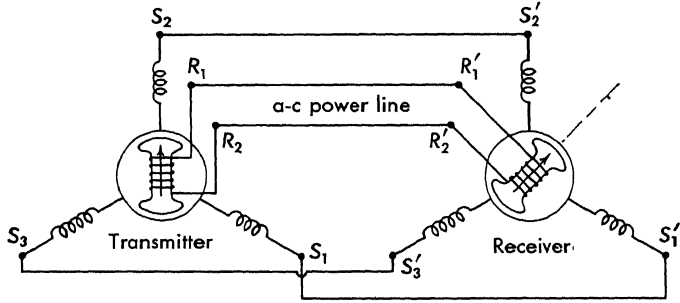 S₂ S₂′
R₁ R₁′
a-c power line
R₂ R₂′
S₃ Transmitter S₁ S₃′ Receiver S₁′